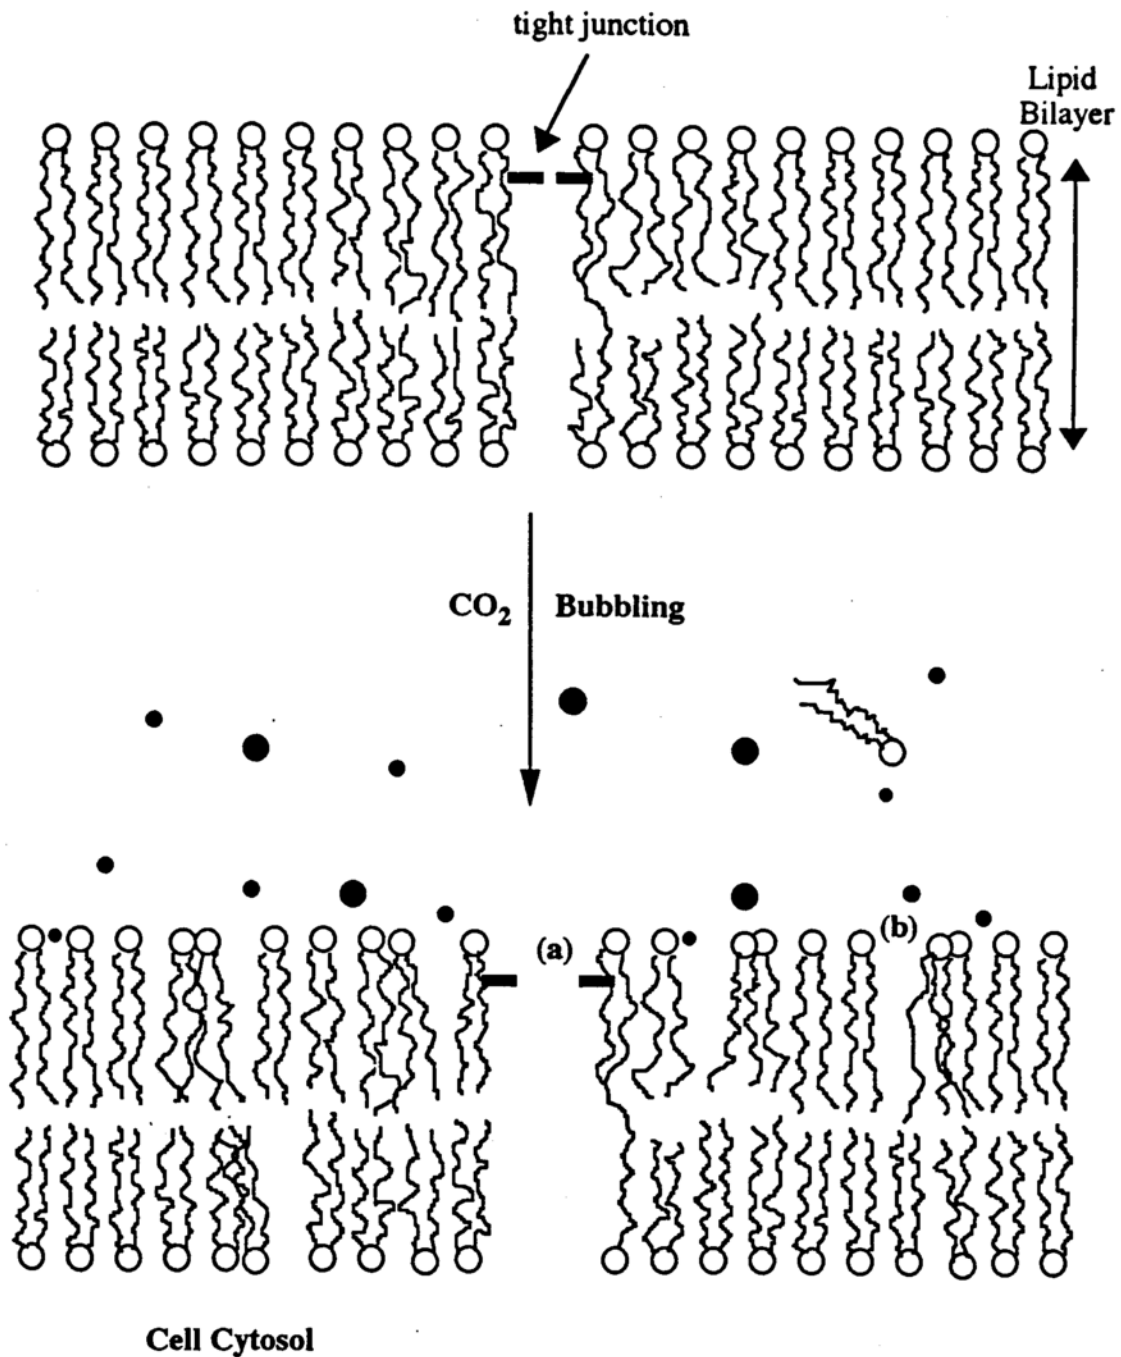 tight junction
Lipid
Bilayer
CO₂ Bubbling
(a)
(b)
Cell Cytosol